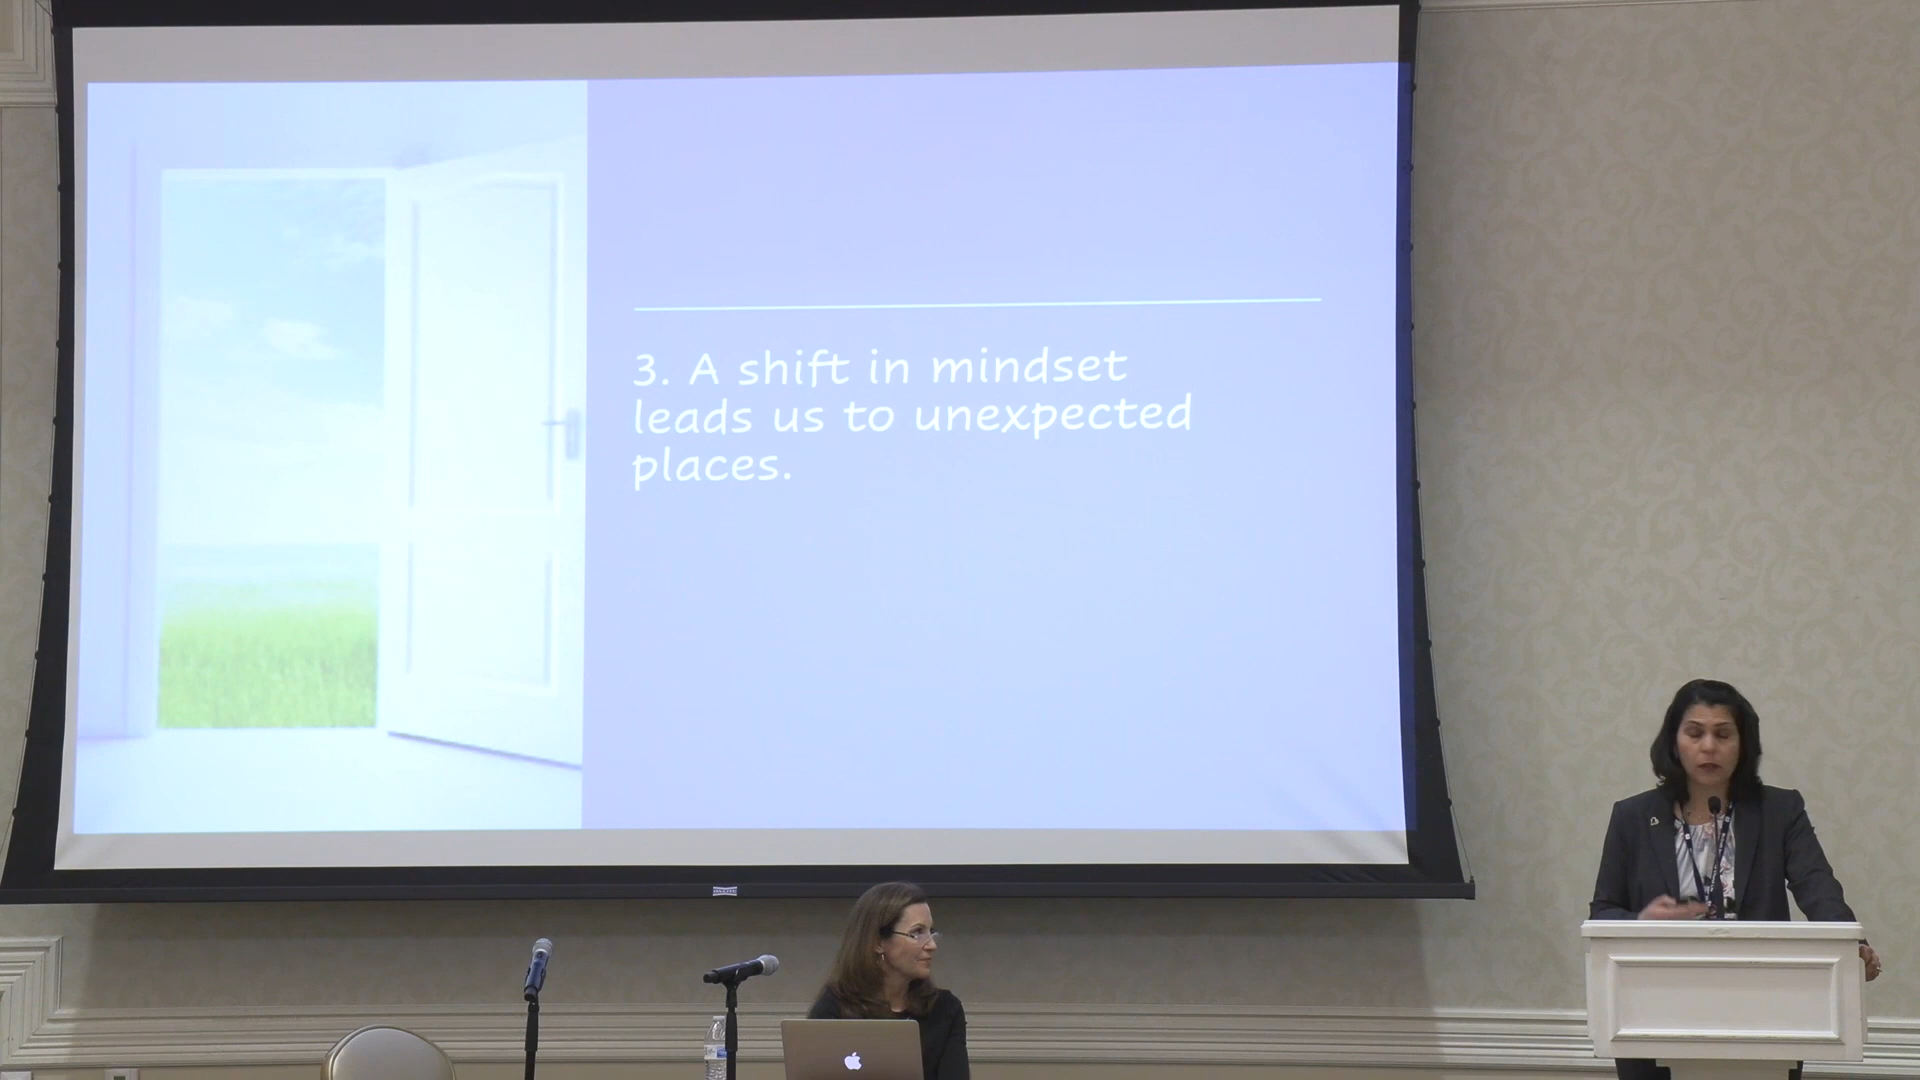 3. A shift in mindset
leads us to unexpected
places.